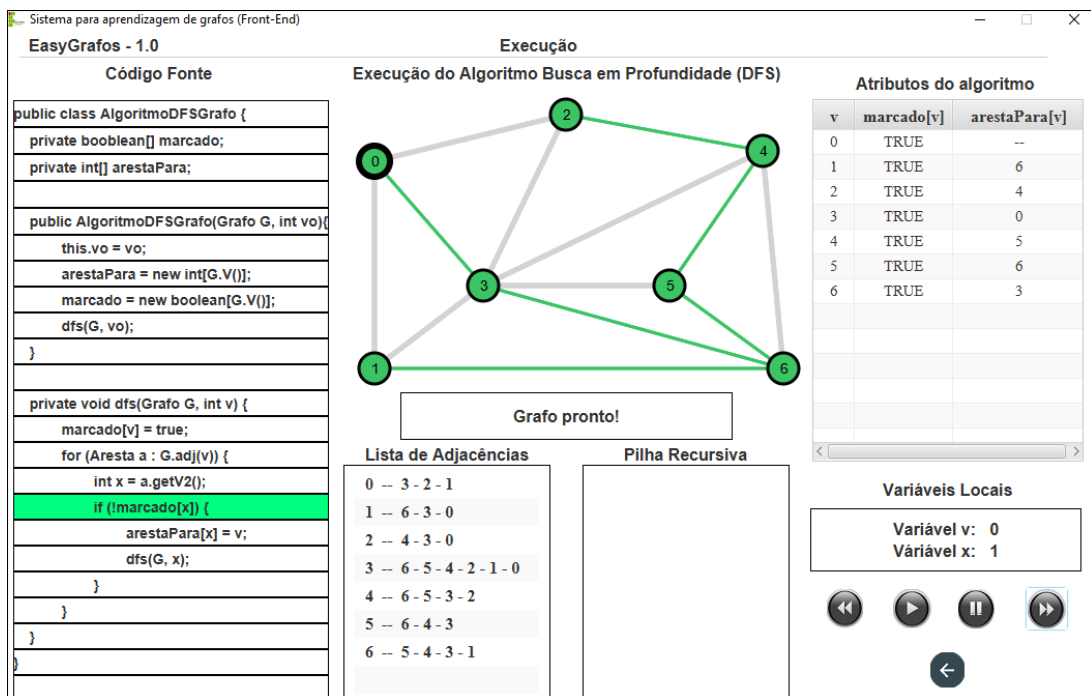 Sistema para aprendizagem de grafos (Front-End)
EasyGrafos - 1.0
Execução
Código Fonte
public class AlgoritmoDFSGrafo {
private booblean[] marcado;
private int[] arestaPara;
public AlgoritmoDFSGrafo(Grafo G, int vo){
this.vo = vo;
arestaPara = new int[G.V()];
marcado = new boolean[G.V()];
dfs(G, vo);
}
private void dfs(Grafo G, int v) {
marcado[v] = true;
for (Aresta a : G.adj(v)) {
int x = a.getV2();
if (!marcado[x]) {
arestaPara[x] = v;
dfs(G, x);
}
}
}
}
Execução do Algoritmo Busca em Profundidade (DFS)
2
4
0
3
5
1
6
Grafo pronto!
Lista de Adjacências
0 -- 3 - 2 - 1
1 -- 6 - 3 - 0
2 -- 4 - 3 - 0
3 -- 6 - 5 - 4 - 2 - 1 - 0
4 -- 6 - 5 - 3 - 2
5 -- 6 - 4 - 3
6 -- 5 - 4 - 3 - 1
Pilha Recursiva
Atributos do algoritmo
v marcado[v] arestaPara[v]
0 TRUE --
1 TRUE 6
2 TRUE 4
3 TRUE 0
4 TRUE 5
5 TRUE 6
6 TRUE 3
Variáveis Locais
Variável v: 0
Váriável x: 1